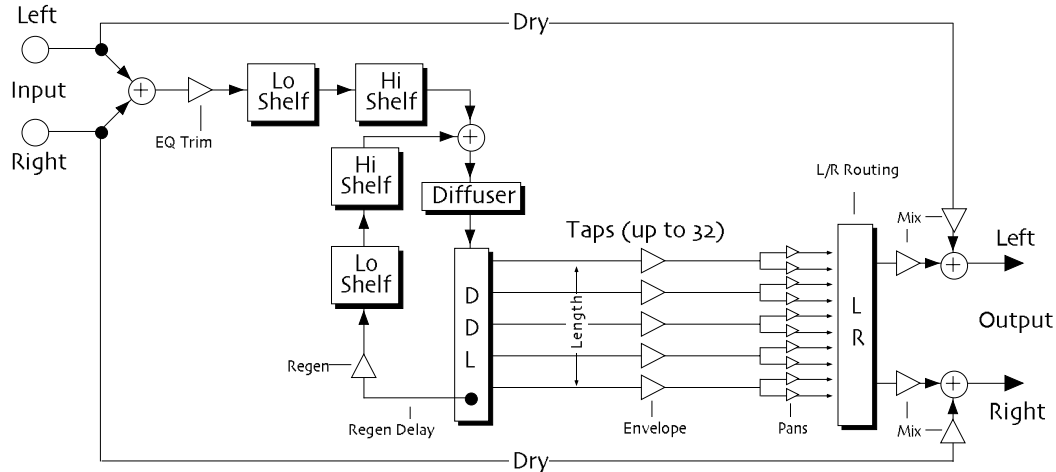 Left
Dry
Input
Right
EQ Trim
Lo
Shelf
Hi
Shelf
Hi
Shelf
Diffuser
Lo
Shelf
D
D
L
Regen
Regen Delay
Taps (up to 32)
Length
Envelope
Pans
L/R Routing
L
R
Mix
Left
Output
Right
Mix
Dry